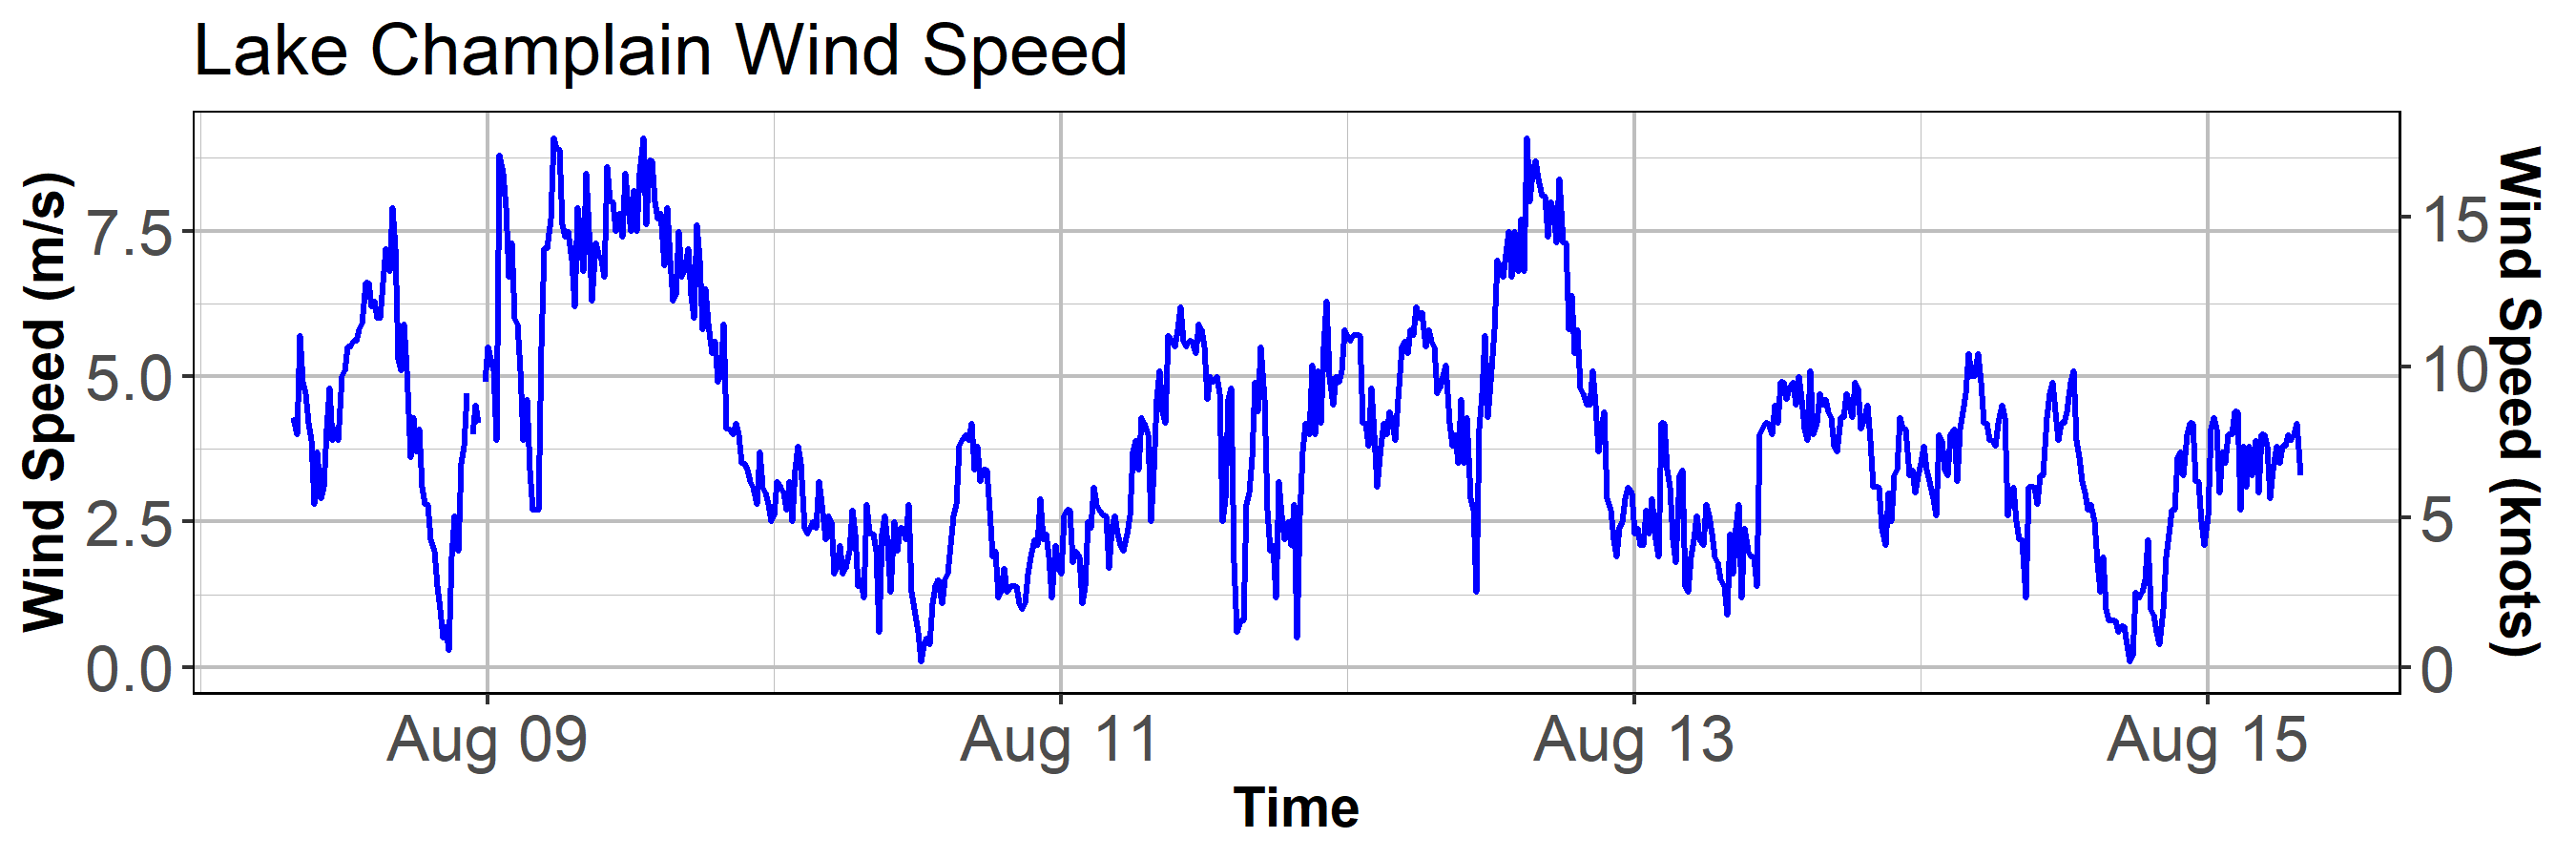 Lake Champlain Wind Speed
Wind Speed (m/s)
7.5
5.0
2.5
0.0
15
10
5
0
Wind Speed (knots)
Aug 09
Aug 11
Aug 13
Aug 15
Time